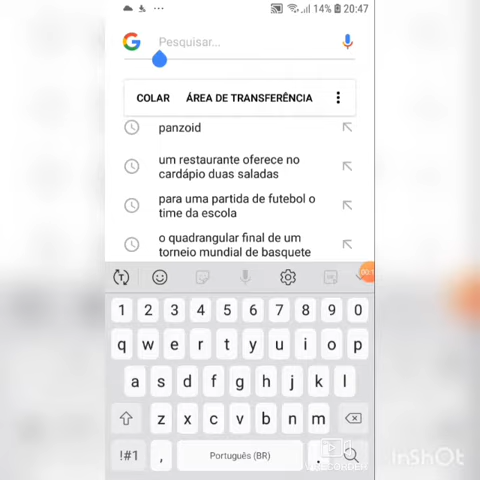 14% 20:47
G Pesquisar...
COLAR ÁREA DE TRANSFERÊNCIA
panzoid
um restaurante oferece no
cardápio duas saladas
para uma partida de futebol o
time da escola
o quadrangular final de um
torneio mundial de basquete
T
1 2 3 4 5 6 7 8 9 0
q w e r t y u i o p
a s d f g h j k l
z x c v b n m
!#1 , Português (BR) .
RECORDER
InShOt